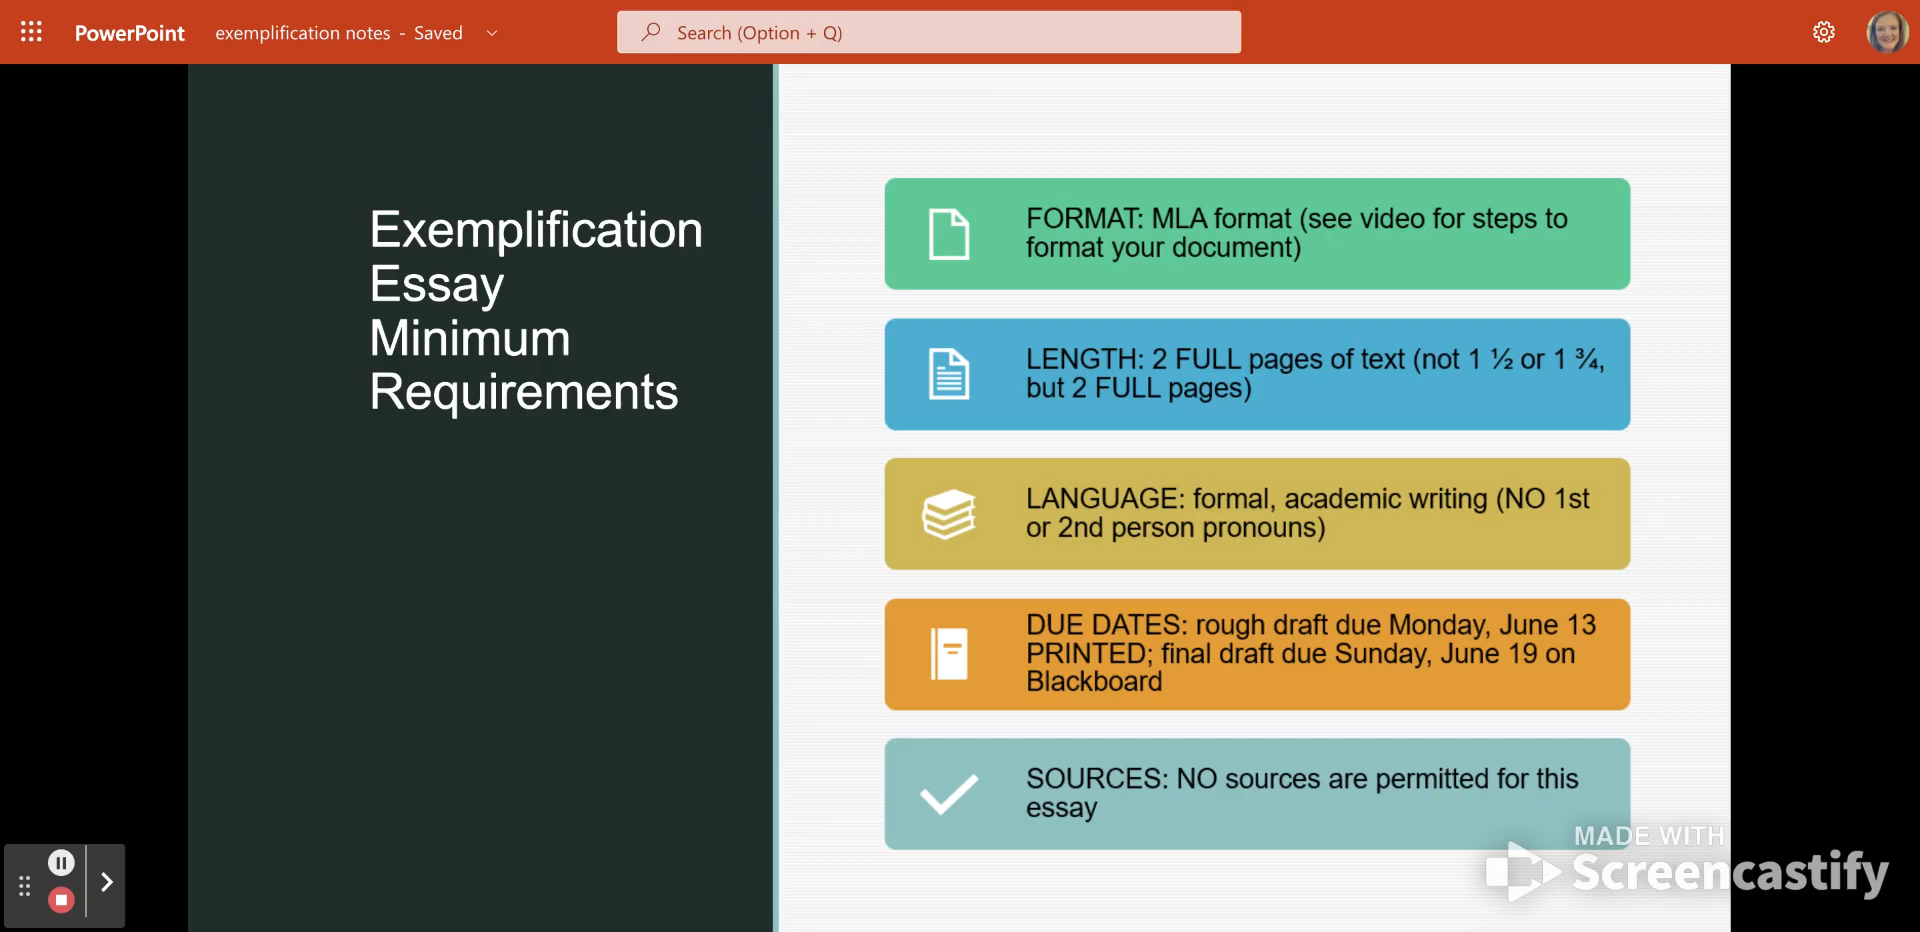 PowerPoint
exemplification notes - Saved
Search (Option + Q)
Exemplification
Essay
Minimum
Requirements
FORMAT: MLA format (see video for steps to
format your document)
LENGTH: 2 FULL pages of text (not 1 ½ or 1 ¾,
but 2 FULL pages)
LANGUAGE: formal, academic writing (NO 1st
or 2nd person pronouns)
DUE DATES: rough draft due Monday, June 13
PRINTED; final draft due Sunday, June 19 on
Blackboard
SOURCES: NO sources are permitted for this
essay
MADE WITH
Screencastify